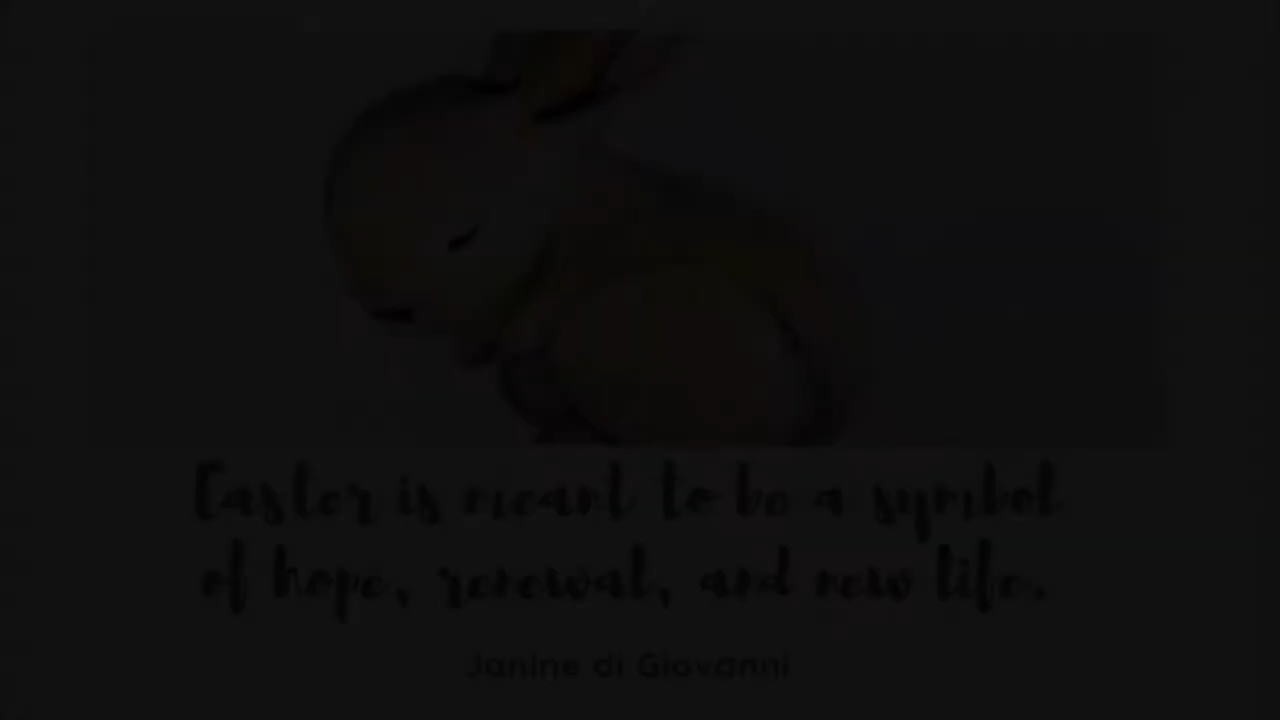 Easter is meant to be a symbol
of hope, renewal, and new life.
Janine di Giovanni